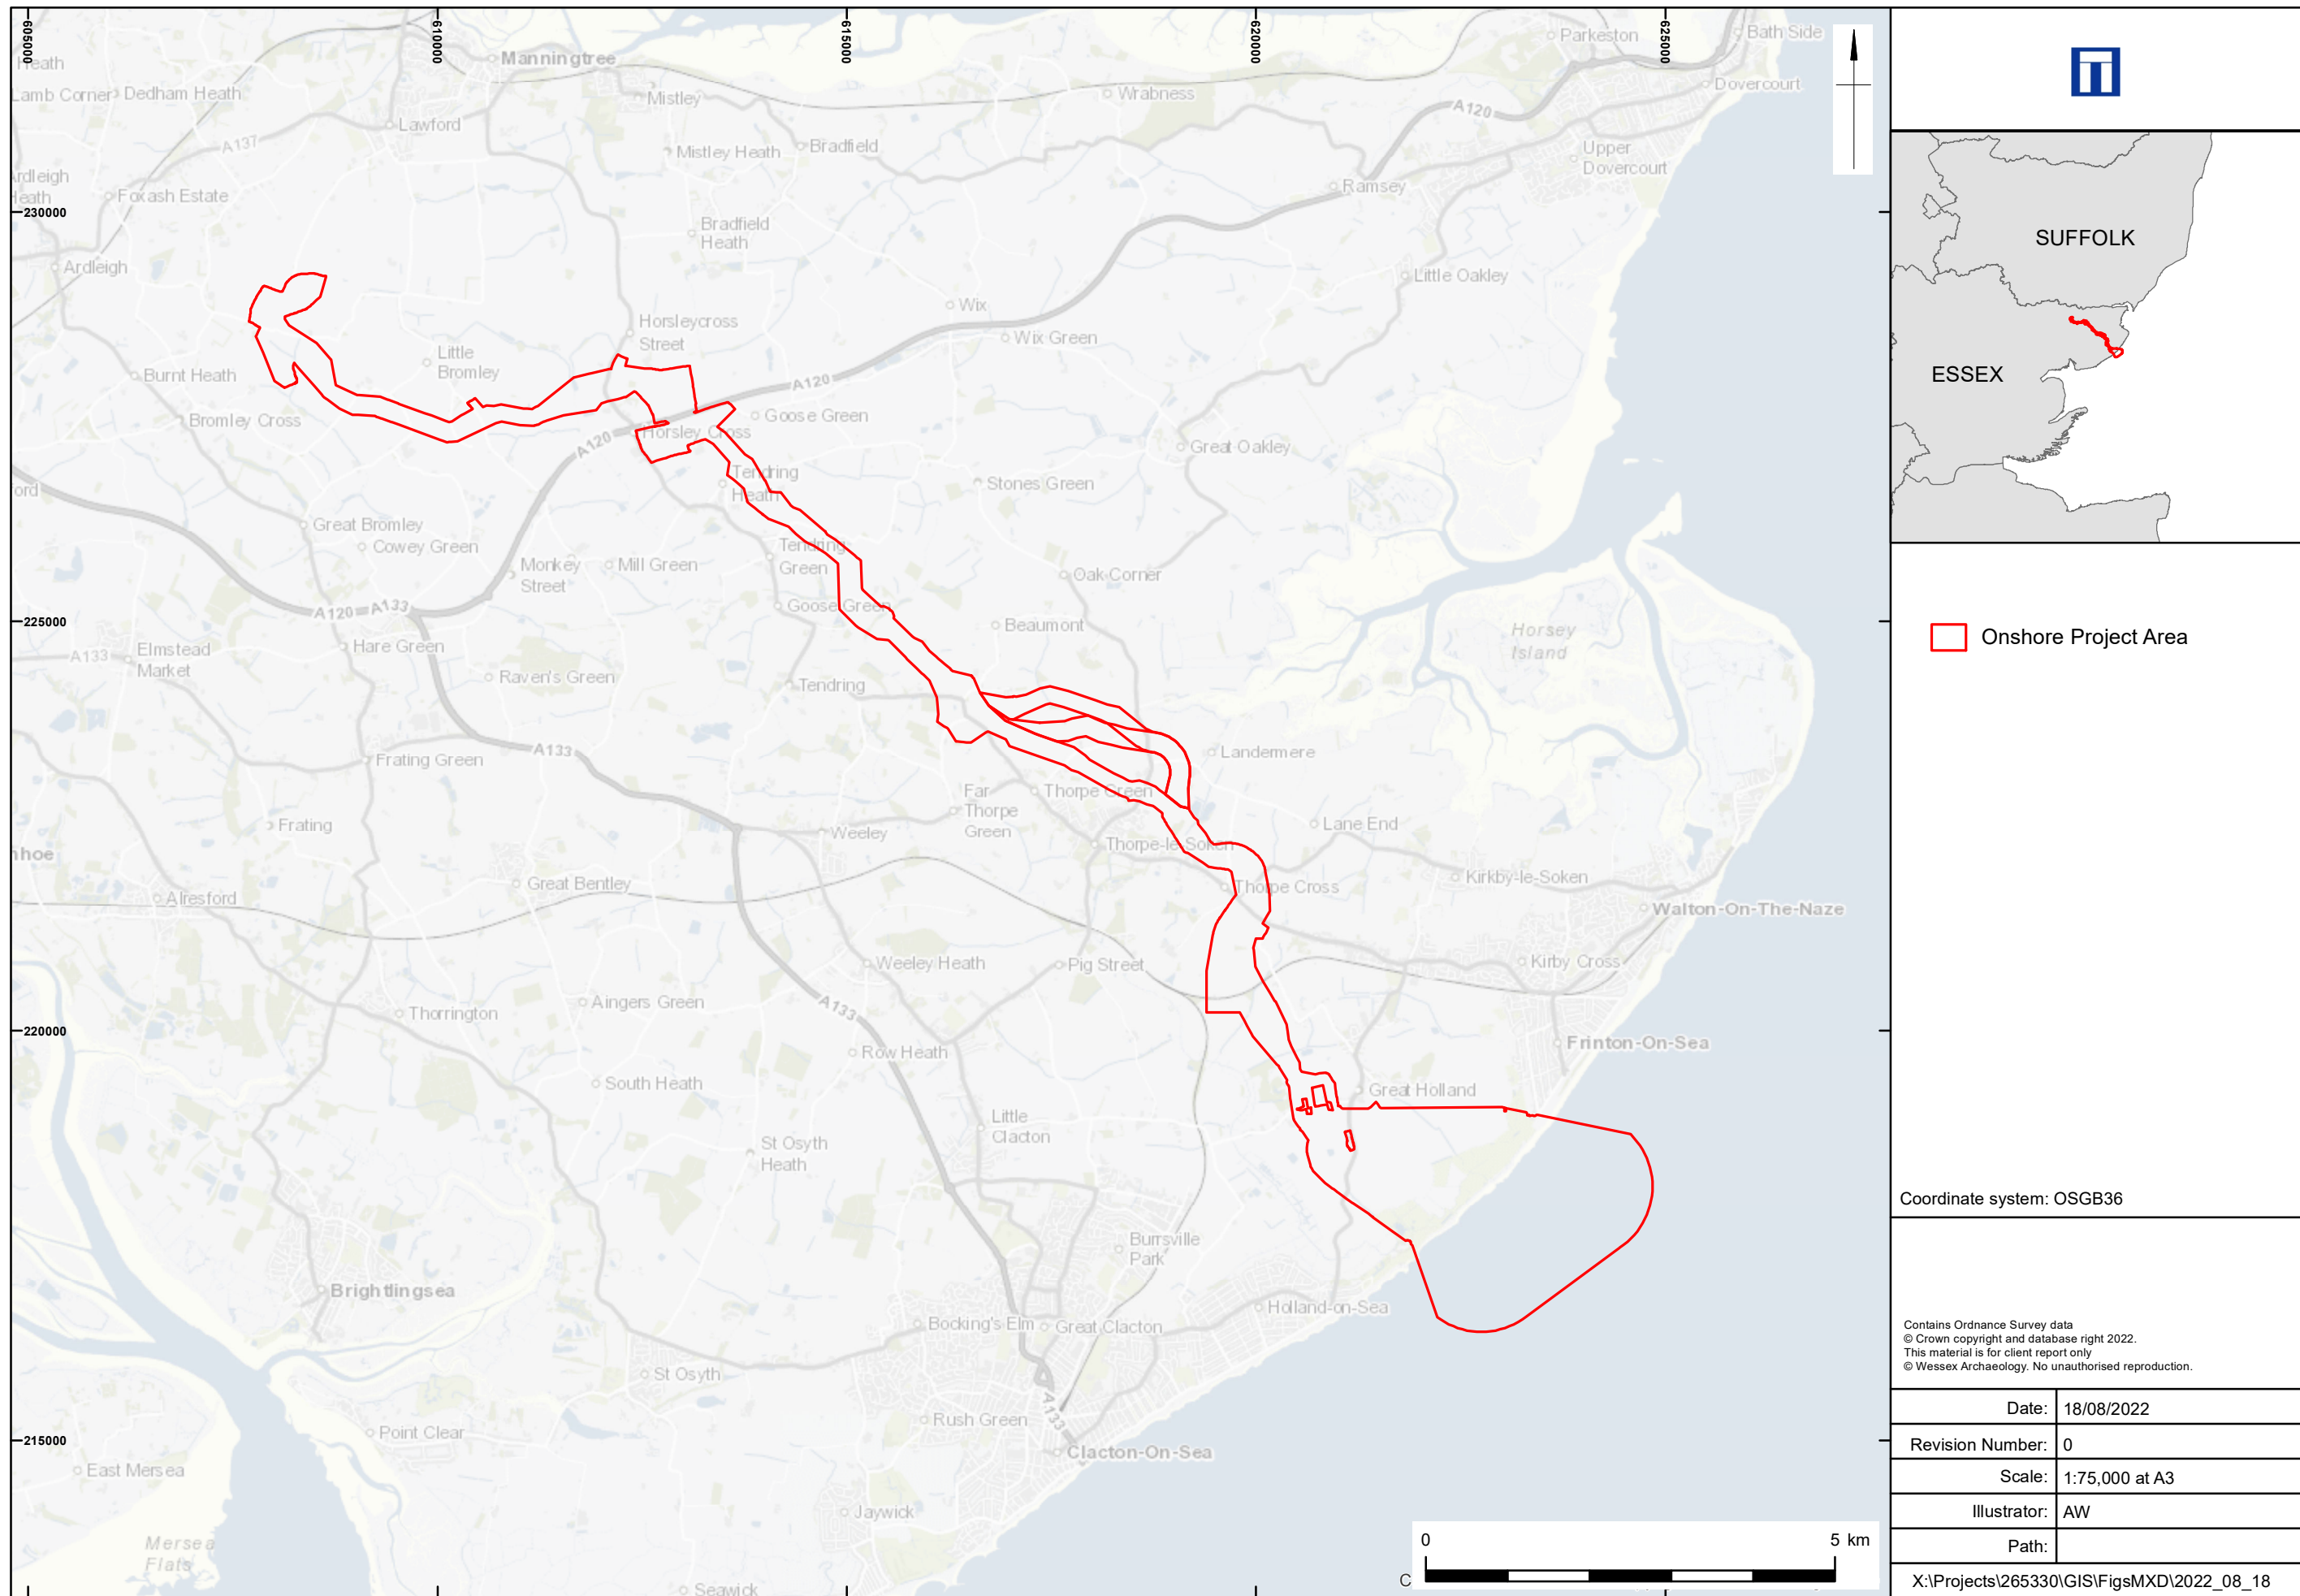 605000
610000
615000
620000
625000
Heath
Manningtree
Parkeston
Bath Side
Lamb Corner
Dedham Heath
Mistley
Wrabness
Dovercourt
A120
Lawford
A137
Mistley Heath
Bradfield
Upper
Dovercourt
Ardleigh
Heath
Foxash Estate
Ramsey
230000
Bradfield
Heath
Ardleigh
Little Oakley
Wix
Horsleycross
Street
Wix Green
Little
Bromley
Burnt Heath
A120
Goose Green
Bromley Cross
A120
Horsley Cross
Great Oakley
Tendring
Heath
Stones Green
ord
Great Bromley
Cowey Green
Tendring
Green
Monkey
Street
Mill Green
Oak Corner
A120
A133
Goose Green
225000
Beaumont
Horsey
Island
Hare Green
A133
Elmstead
Market
Raven's Green
Tendring
A133
Frating Green
Landermere
Far
Thorpe
Green
Thorpe Green
Frating
Weeley
Lane End
Thorpe-le-Soken
nhoe
Great Bentley
Thorpe Cross
Kirkby-le-Soken
Alresford
Walton-On-The-Naze
Weeley Heath
Pig Street
Kirby Cross
Aingers Green
Thorrington
A133
220000
Row Heath
Frinton-On-Sea
South Heath
Great Holland
Little
Clacton
St Osyth
Heath
Burrsville
Park
Brightlingsea
Holland-on-Sea
Bocking's Elm
Great Clacton
St Osyth
Rush Green
A133
Point Clear
215000
Clacton-On-Sea
East Mersea
Jaywick
Mersea
Flats
Seawick
0
5 km
C
SUFFOLK
ESSEX
Onshore Project Area
Coordinate system: OSGB36
Contains Ordnance Survey data
© Crown copyright and database right 2022.
This material is for client report only
© Wessex Archaeology. No unauthorised reproduction.
Date: 18/08/2022
Revision Number: 0
Scale: 1:75,000 at A3
Illustrator: AW
Path:
X:\Projects\265330\GIS\FigsMXD\2022_08_18